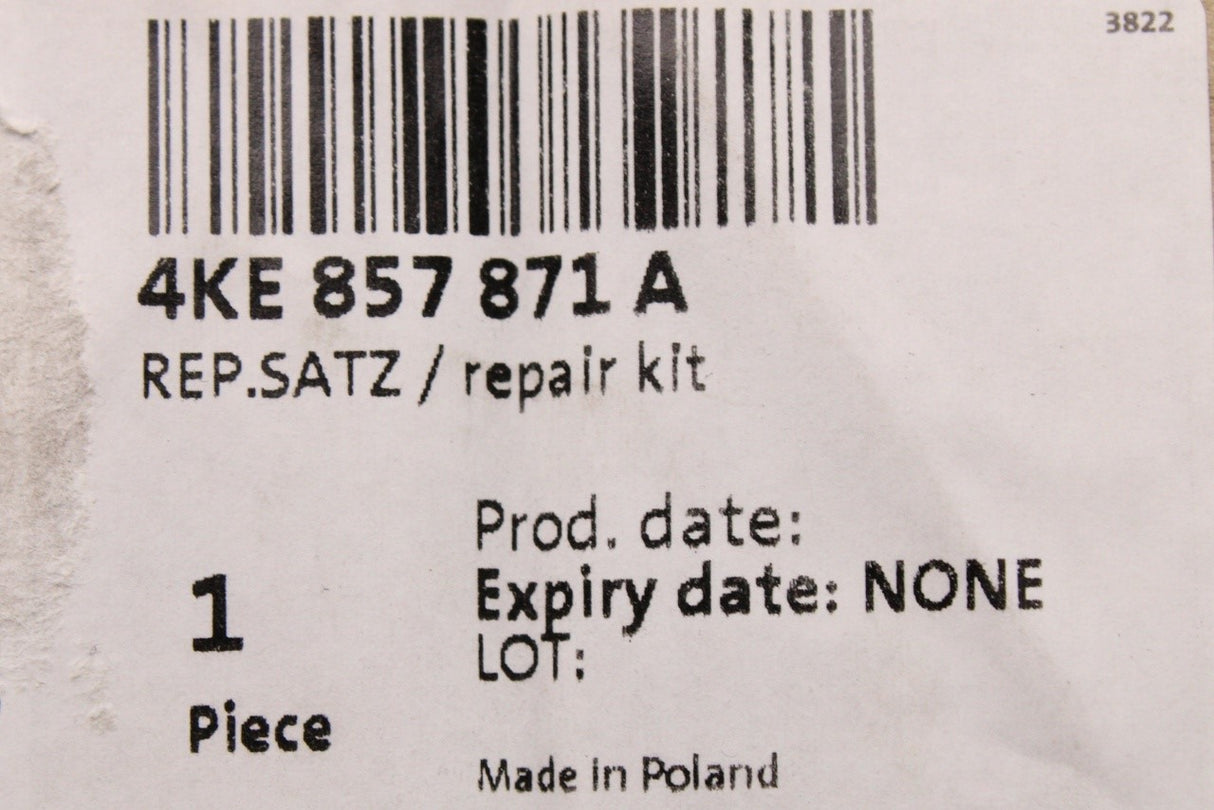 3822
4KE 857 871 A
REP.SATZ / repair kit
Prod. date:
Expiry date: NONE
LOT:
1
Piece
Made in Poland